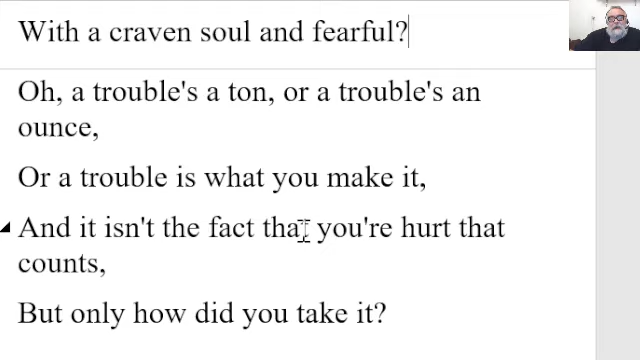 With a craven soul and fearful?
Oh, a trouble's a ton, or a trouble's an
ounce,
Or a trouble is what you make it,
And it isn't the fact that you're hurt that
counts,
But only how did you take it?